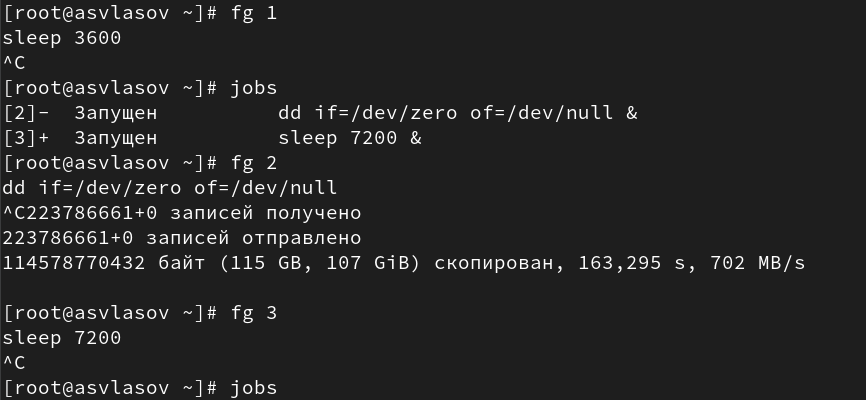 [root@asvlasov ~]# fg 1
sleep 3600
^C
[root@asvlasov ~]# jobs
[2]-  Запущен          dd if=/dev/zero of=/dev/null &
[3]+  Запущен          sleep 7200 &
[root@asvlasov ~]# fg 2
dd if=/dev/zero of=/dev/null
^C223786661+0 записей получено
223786661+0 записей отправлено
114578770432 байт (115 GB, 107 GiB) скопирован, 163,295 s, 702 MB/s
[root@asvlasov ~]# fg 3
sleep 7200
^C
[root@asvlasov ~]# jobs